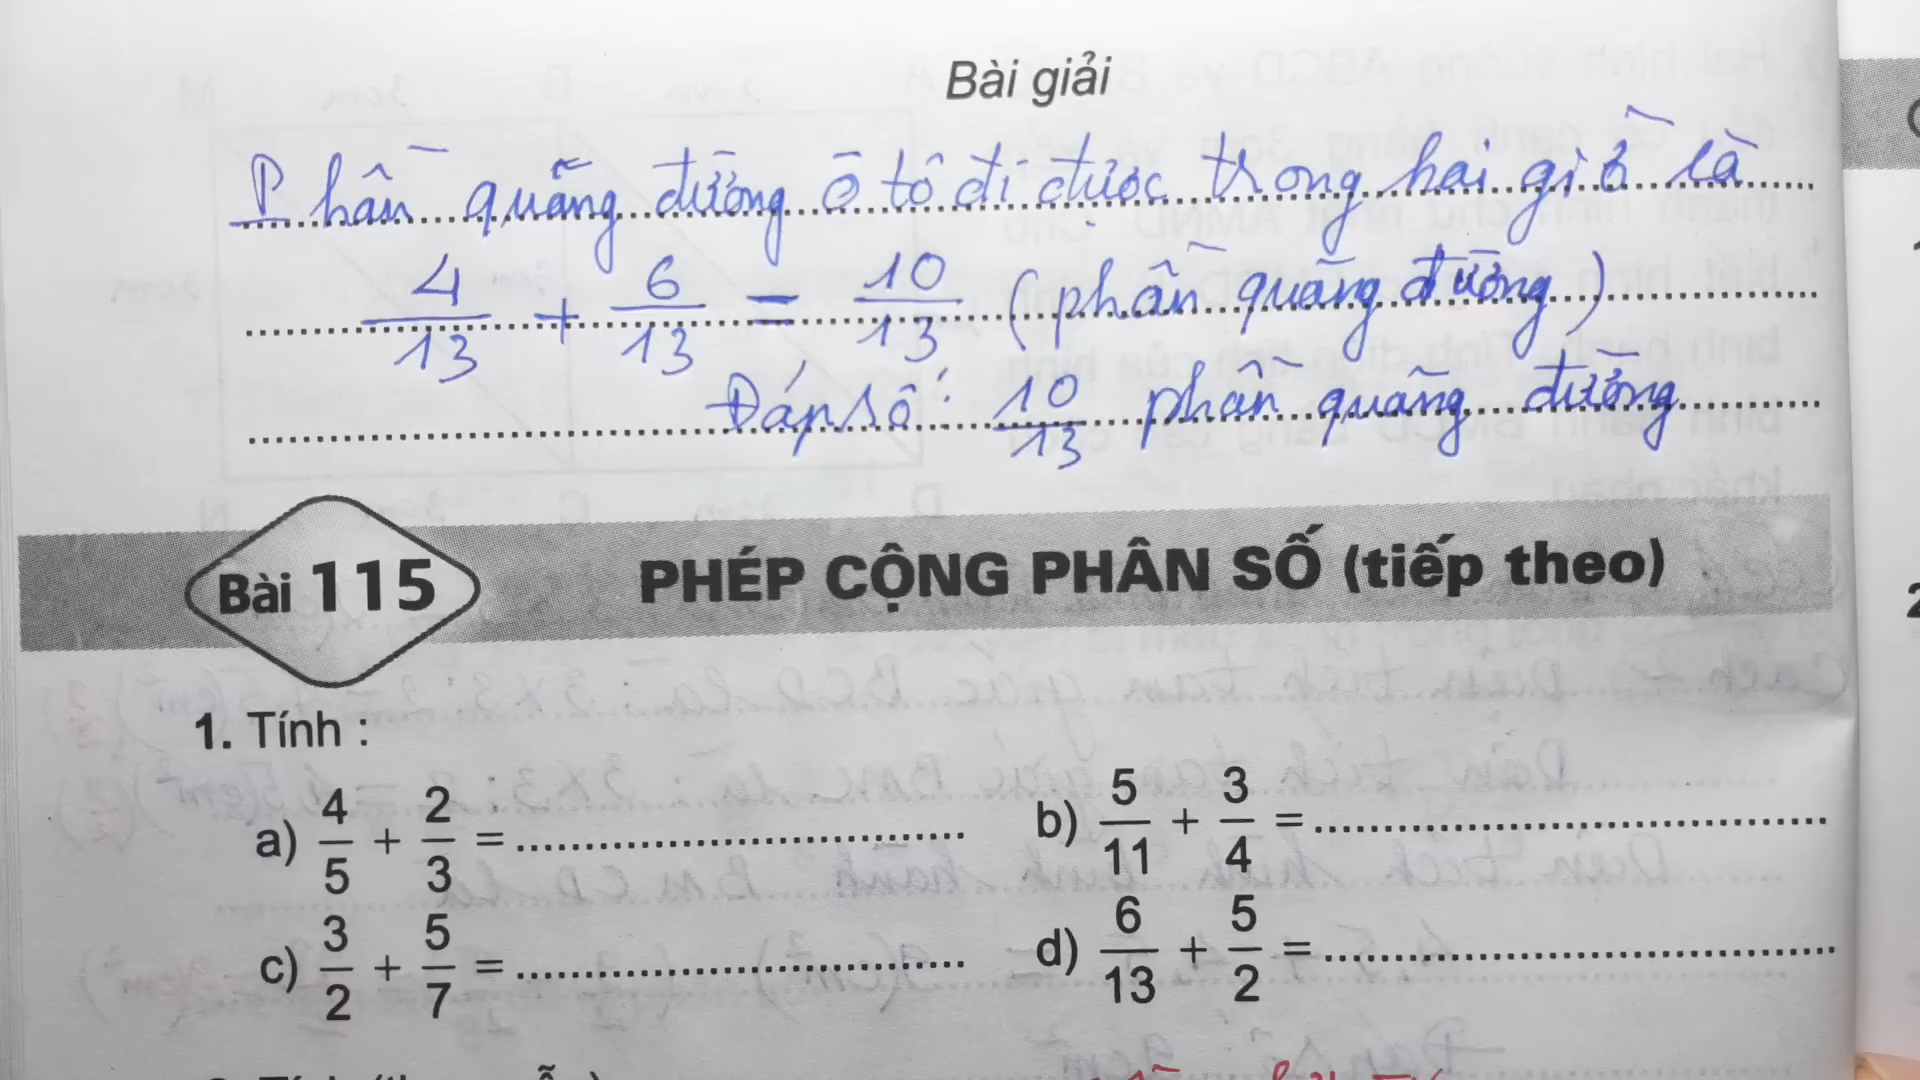 Bài giải
Phần quãng đường ô tô đi được trong hai giờ là
4/13 + 6/13 = 10/13 (phần quãng đường)
Đáp số: 10/13 phần quãng đường
Bài 115 PHÉP CỘNG PHÂN SỐ (tiếp theo)
1. Tính :
a) 4/5 + 2/3 = ........ b) 5/11 + 3/4 = ........
c) 3/2 + 5/7 = ........ d) 6/13 + 5/2 = ........